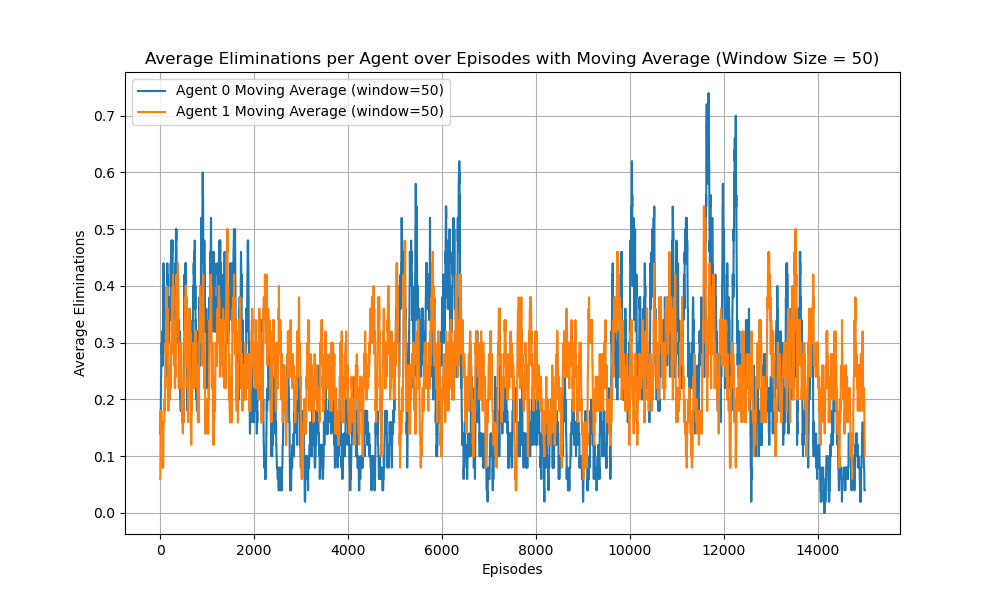 Average Eliminations per Agent over Episodes with Moving Average (Window Size = 50)
Agent 0 Moving Average (window=50)
Agent 1 Moving Average (window=50)
Average Eliminations
0.7
0.6
0.5
0.4
0.3
0.2
0.1
0.0
0 2000 4000 6000 8000 10000 12000 14000
Episodes